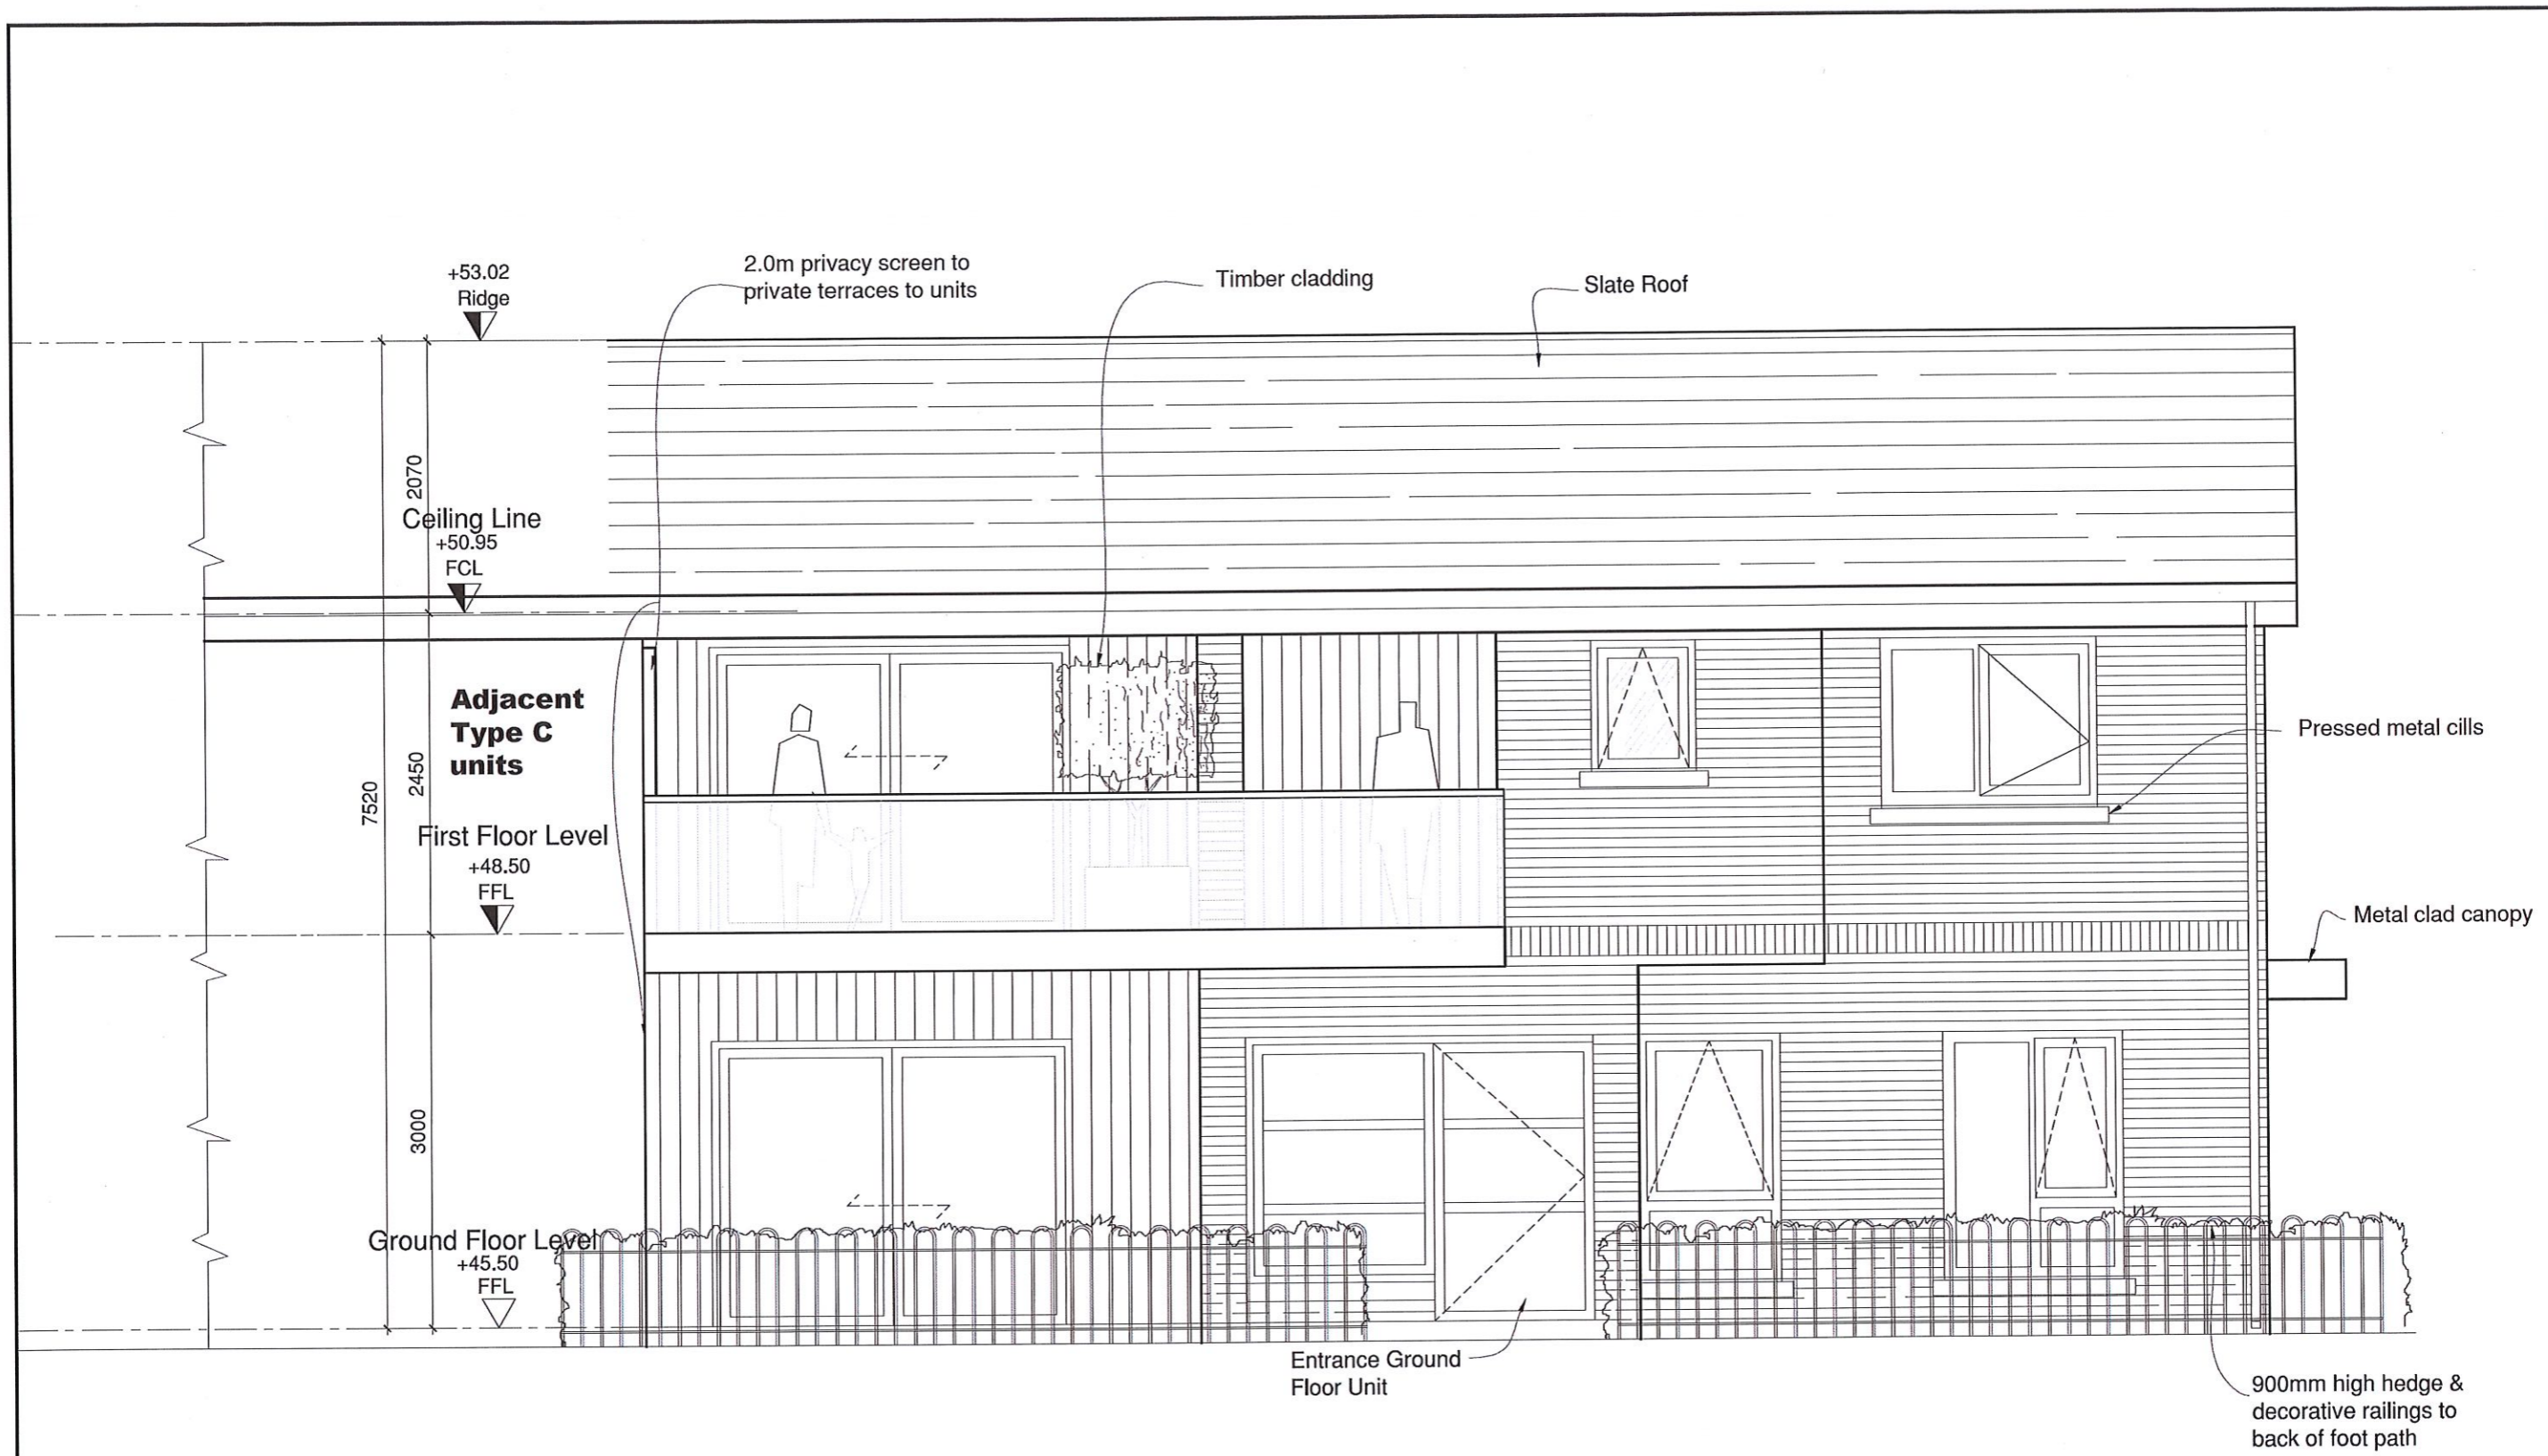 +53.02
Ridge
2.0m privacy screen to
private terraces to units
Timber cladding
Slate Roof
2070
Ceiling Line
+50.95
FCL
Adjacent
Type C
units
2450
7520
First Floor Level
+48.50
FFL
Pressed metal cills
Metal clad canopy
3000
Ground Floor Level
+45.50
FFL
Entrance Ground
Floor Unit
900mm high hedge &
decorative railings to
back of foot path